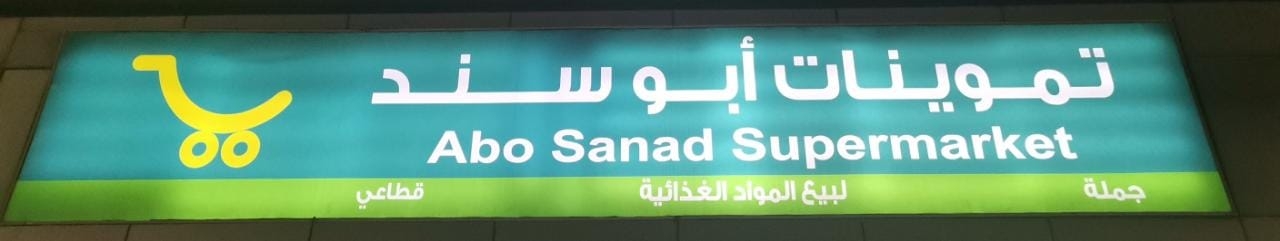 تموينات أبو سند
Abo Sanad Supermarket
جملة لبيع المواد الغذائية قطاعي